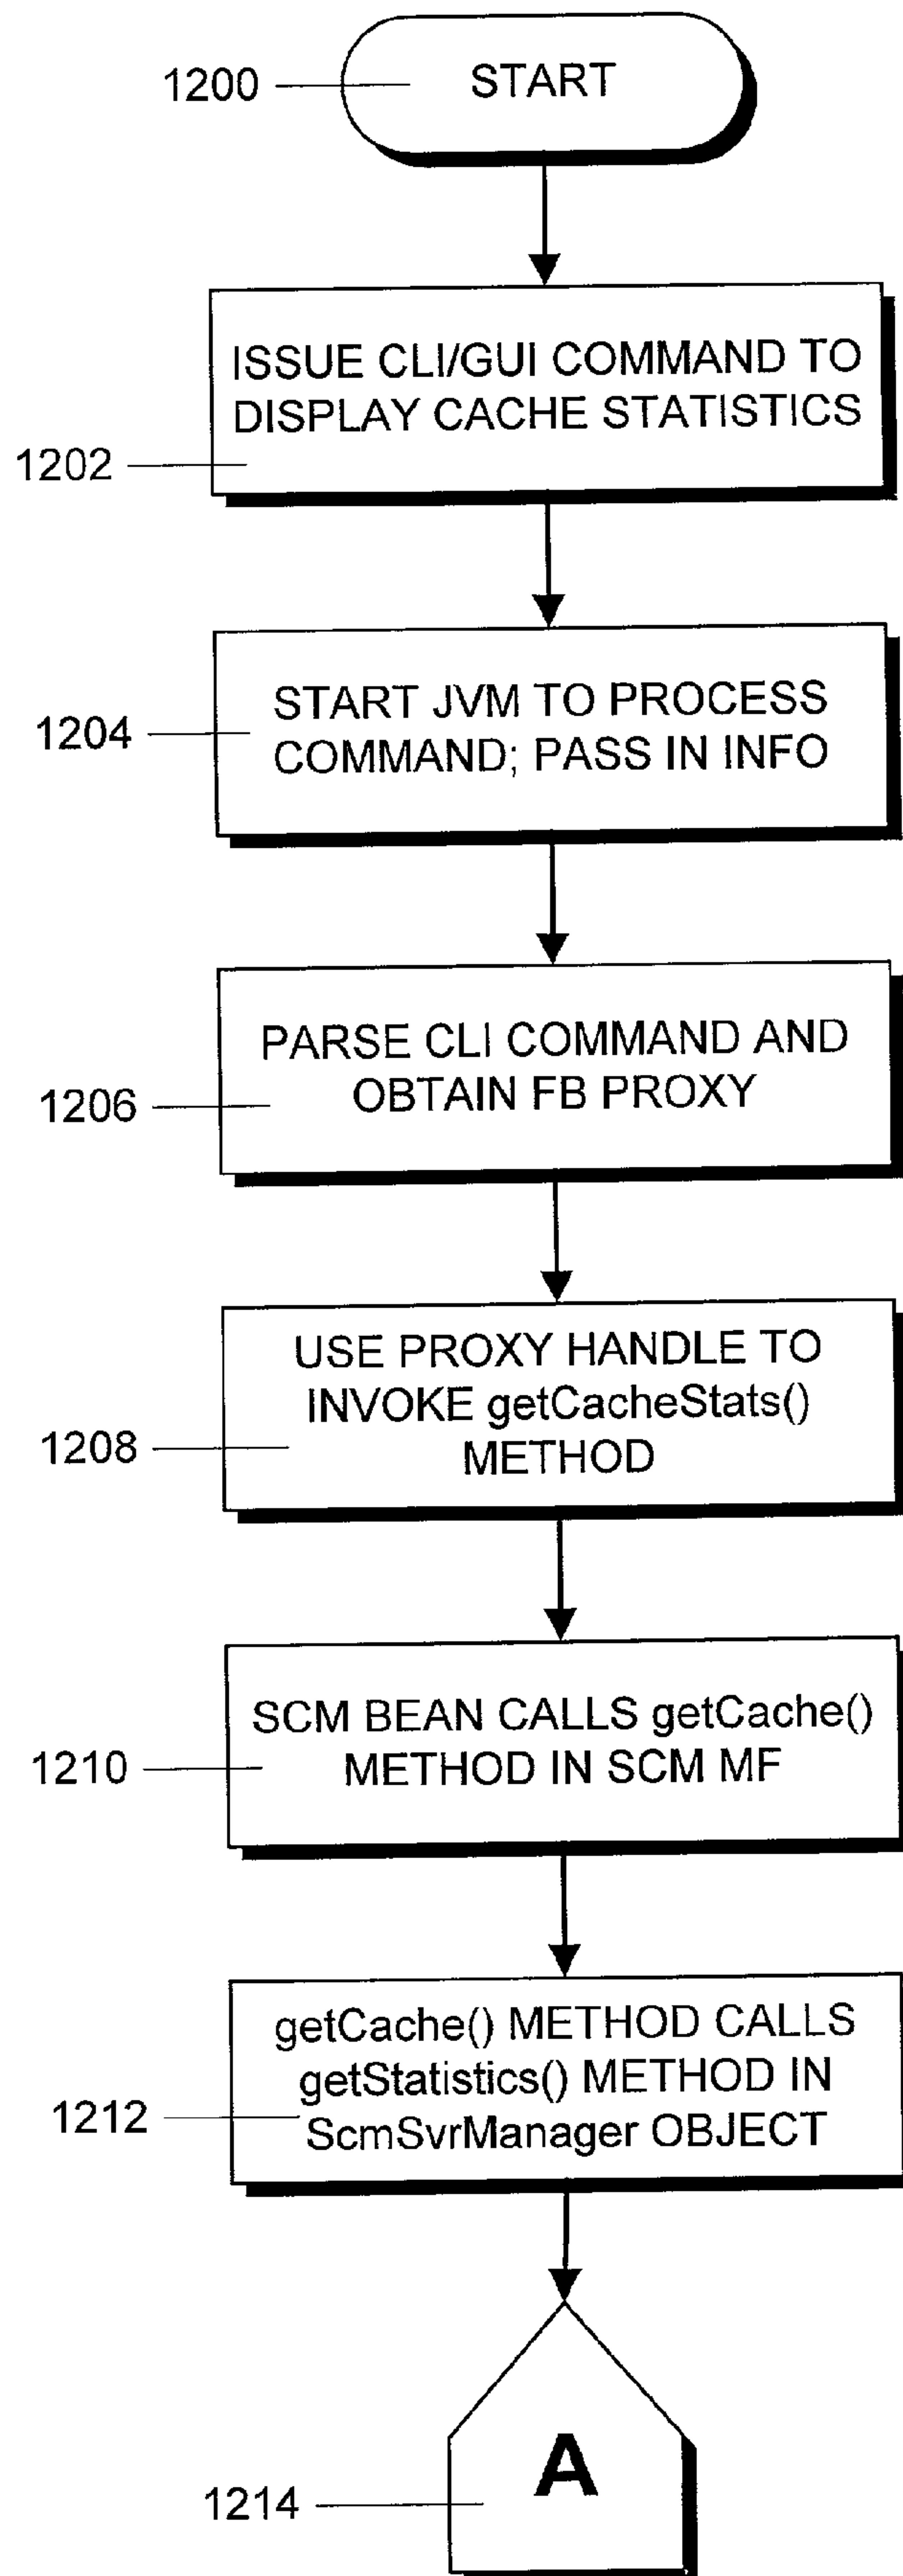 1200
START
ISSUE CLI/GUI COMMAND TO
DISPLAY CACHE STATISTICS
1202
START JVM TO PROCESS
COMMAND; PASS IN INFO
1204
PARSE CLI COMMAND AND
OBTAIN FB PROXY
1206
USE PROXY HANDLE TO
INVOKE getCacheStats()
METHOD
1208
SCM BEAN CALLS getCache()
METHOD IN SCM MF
1210
getCache() METHOD CALLS
getStatistics() METHOD IN
ScmSvrManager OBJECT
1212
A
1214